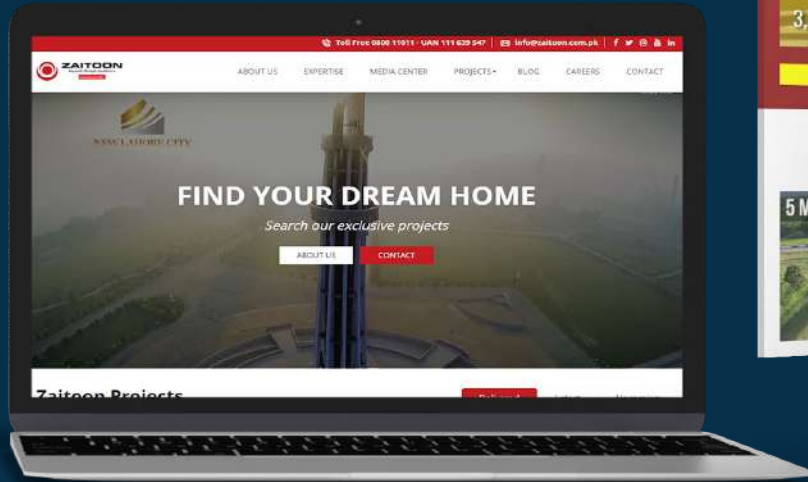 Toll Free 0800 11011 - UAN 111 639 547 | info@zaitoon.com.pk
ZAITOON
ABOUT US EXPERTISE MEDIA CENTER PROJECTS BLOG CAREERS CONTACT
NEW LAHORE CITY
FIND YOUR DREAM HOME
Search our exclusive projects
ABOUT US CONTACT
Zaitoon Projects
3,
5 M